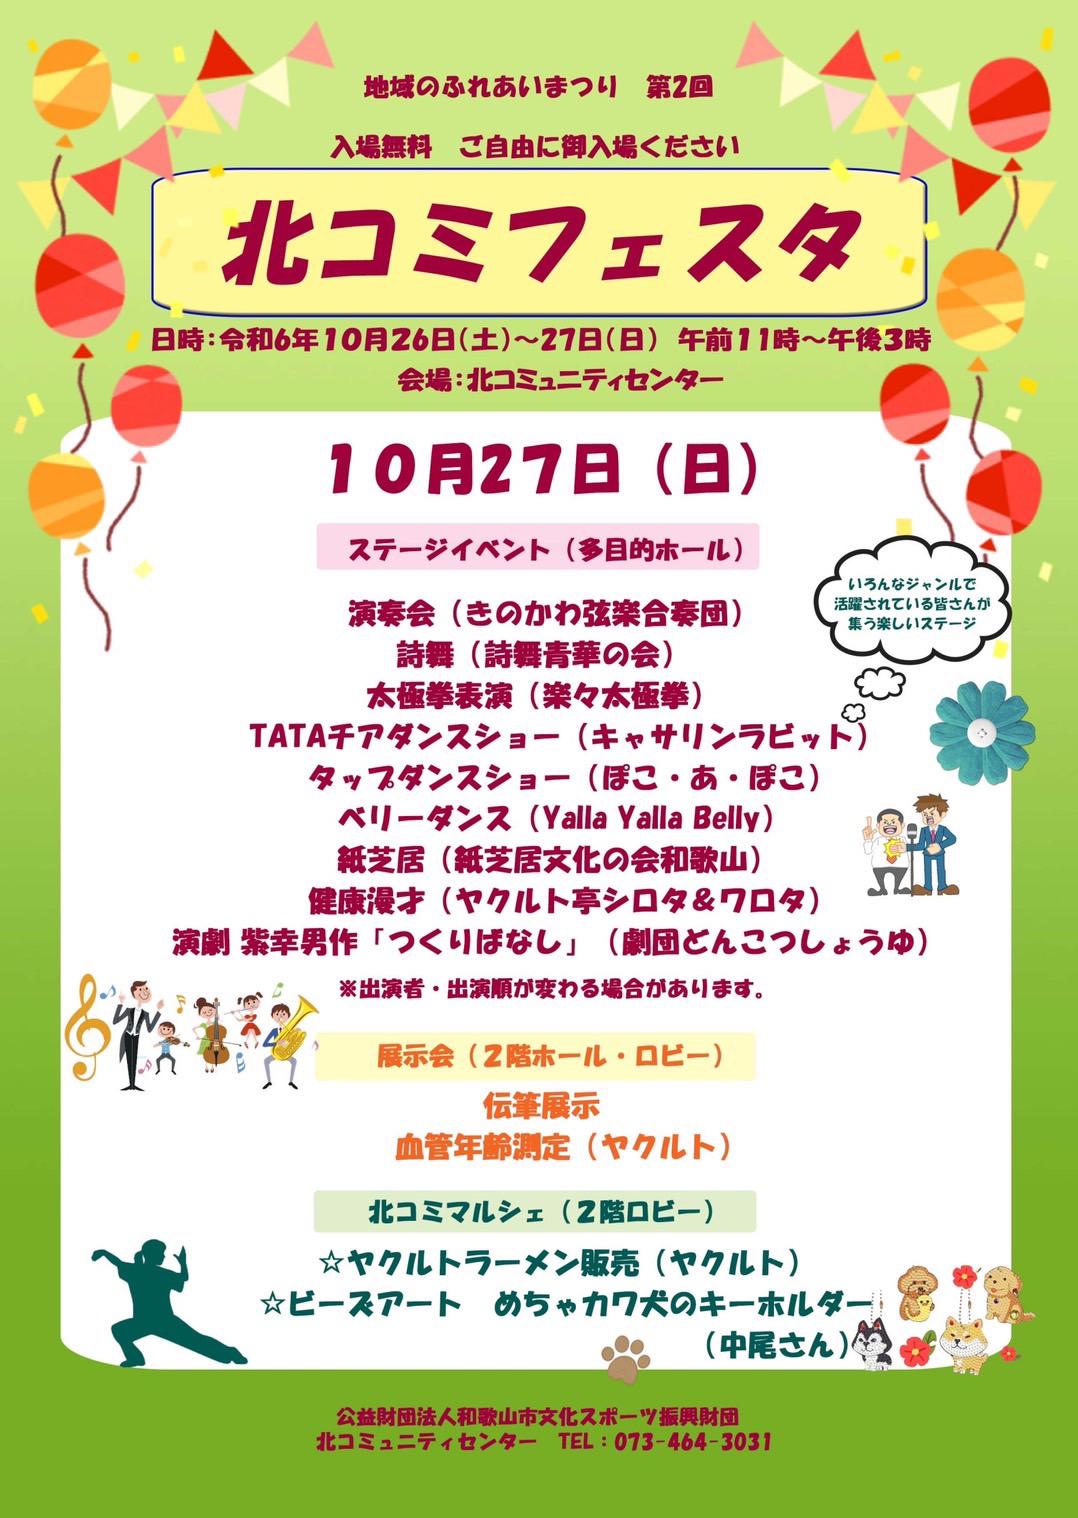 地域のふれあいまつり 第2回
入場無料 ご自由に御入場ください
北コミフェスタ
日時:令和6年10月26日(土)～27日(日) 午前11時～午後3時
会場:北コミュニティセンター
10月27日(日)
ステージイベント(多目的ホール)
いろんなジャンルで
活躍されている皆さんが
集う楽しいステージ
演奏会(きのかわ弦楽合奏団)
詩舞(詩舞青華の会)
太極拳表演(楽々太極拳)
TATAチアダンスショー(キャサリンラビット)
タップダンスショー(ぽこ・あ・ぽこ)
ベリーダンス(Yalla Yalla Belly)
紙芝居(紙芝居文化の会和歌山)
健康漫才(ヤクルト亭シロタ&ワロタ)
演劇 紫幸男作「つくりばなし」(劇団とんこつしょうゆ)
※出演者・出演順が変わる場合があります。
展示会(2階ホール・ロビー)
伝筆展示
血管年齢測定(ヤクルト)
北コミマルシェ(2階ロビー)
☆ヤクルトラーメン販売(ヤクルト)
☆ビーズアート めちゃカワ犬のキーホルダー
(中尾さん)
公益財団法人和歌山市文化スポーツ振興財団
北コミュニティセンター TEL:073-464-3031